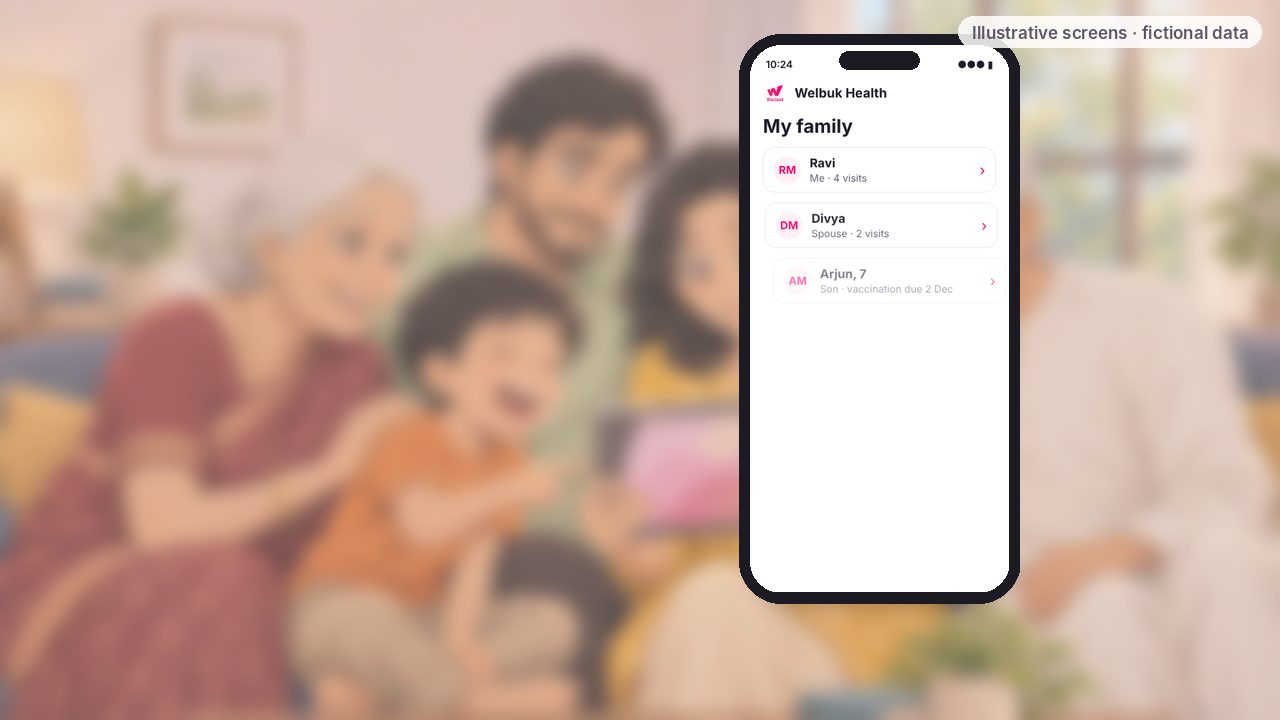 Illustrative screens · fictional data
10:24
Welbuk
Welbuk Health
My family
RM
Ravi
Me · 4 visits
DM
Divya
Spouse · 2 visits
AM
Arjun, 7
Son · vaccination due 2 Dec